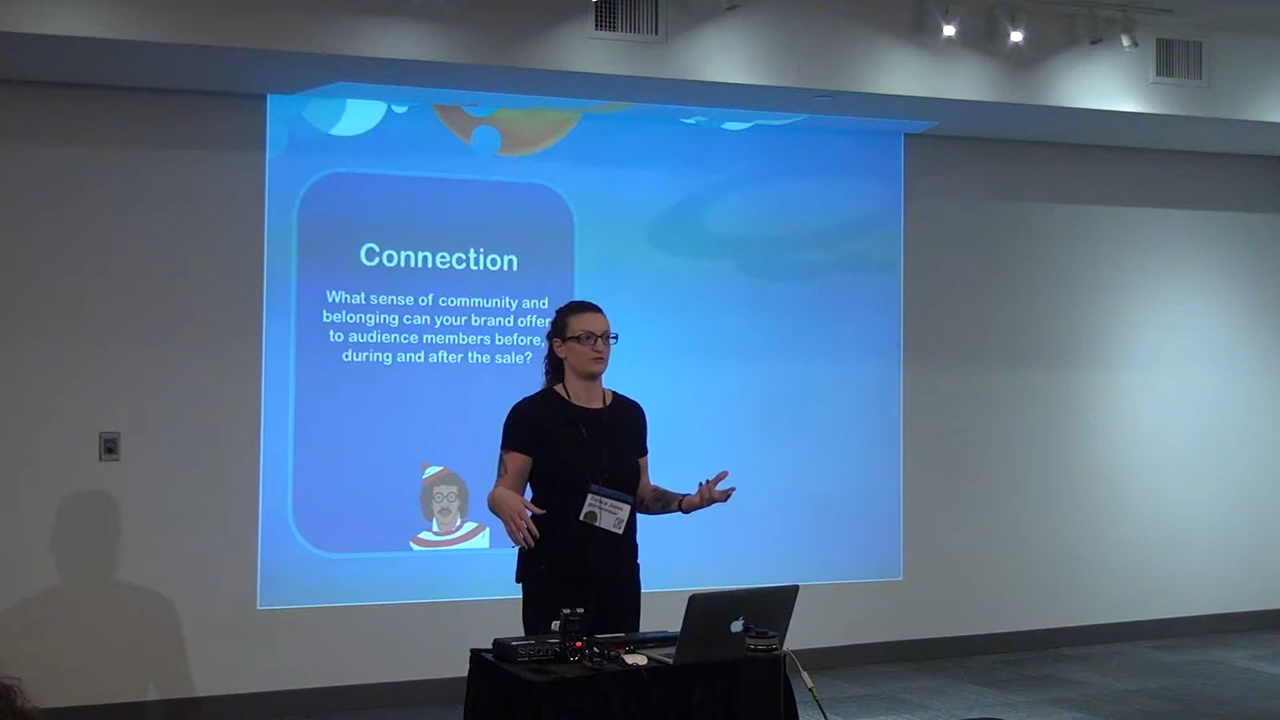 Connection
What sense of community and
belonging can your brand offer
to audience members before,
during and after the sale?